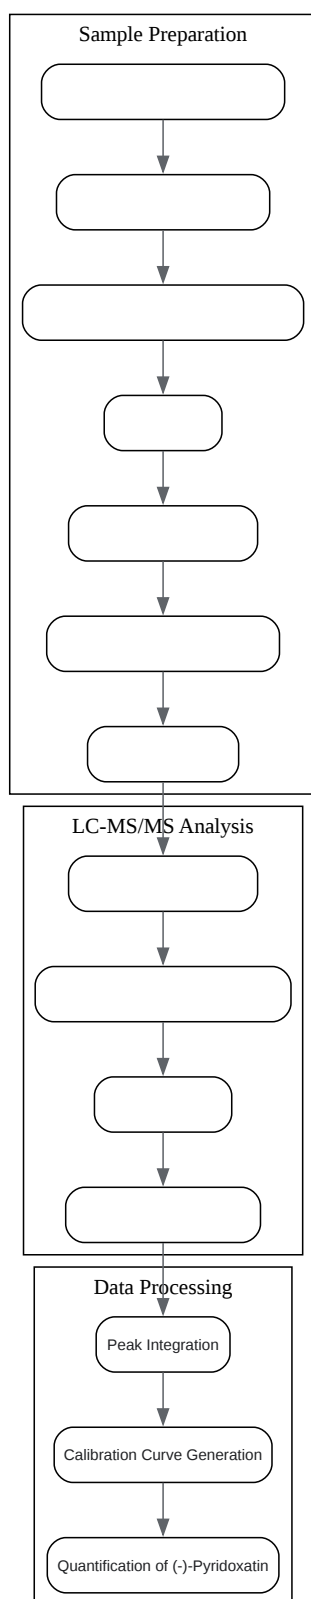 Sample Preparation
LC-MS/MS Analysis
Data Processing
Peak Integration
Calibration Curve Generation
Quantification of (-)-Pyridoxatin